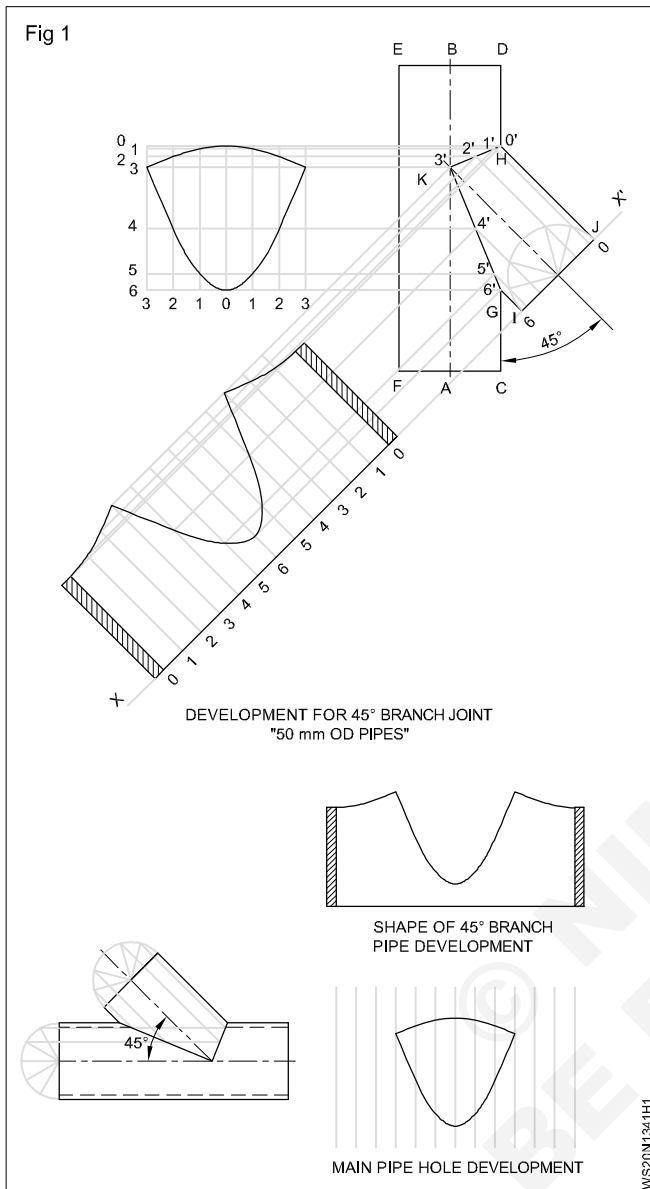 Fig 1
E B D
0
1
2
3
4
5
6
3 2 1 0 1 2 3
3' 2' 1' 0'
H
K
4'
5'
6'
G I 6
J
0
X'
45°
F A C
0 1 2 3 4 5 6 5 4 3 2 1 0
X
DEVELOPMENT FOR 45° BRANCH JOINT
"50 mm OD PIPES"
SHAPE OF 45° BRANCH
PIPE DEVELOPMENT
45°
MAIN PIPE HOLE DEVELOPMENT
WS20N1341H1
© NI
BE